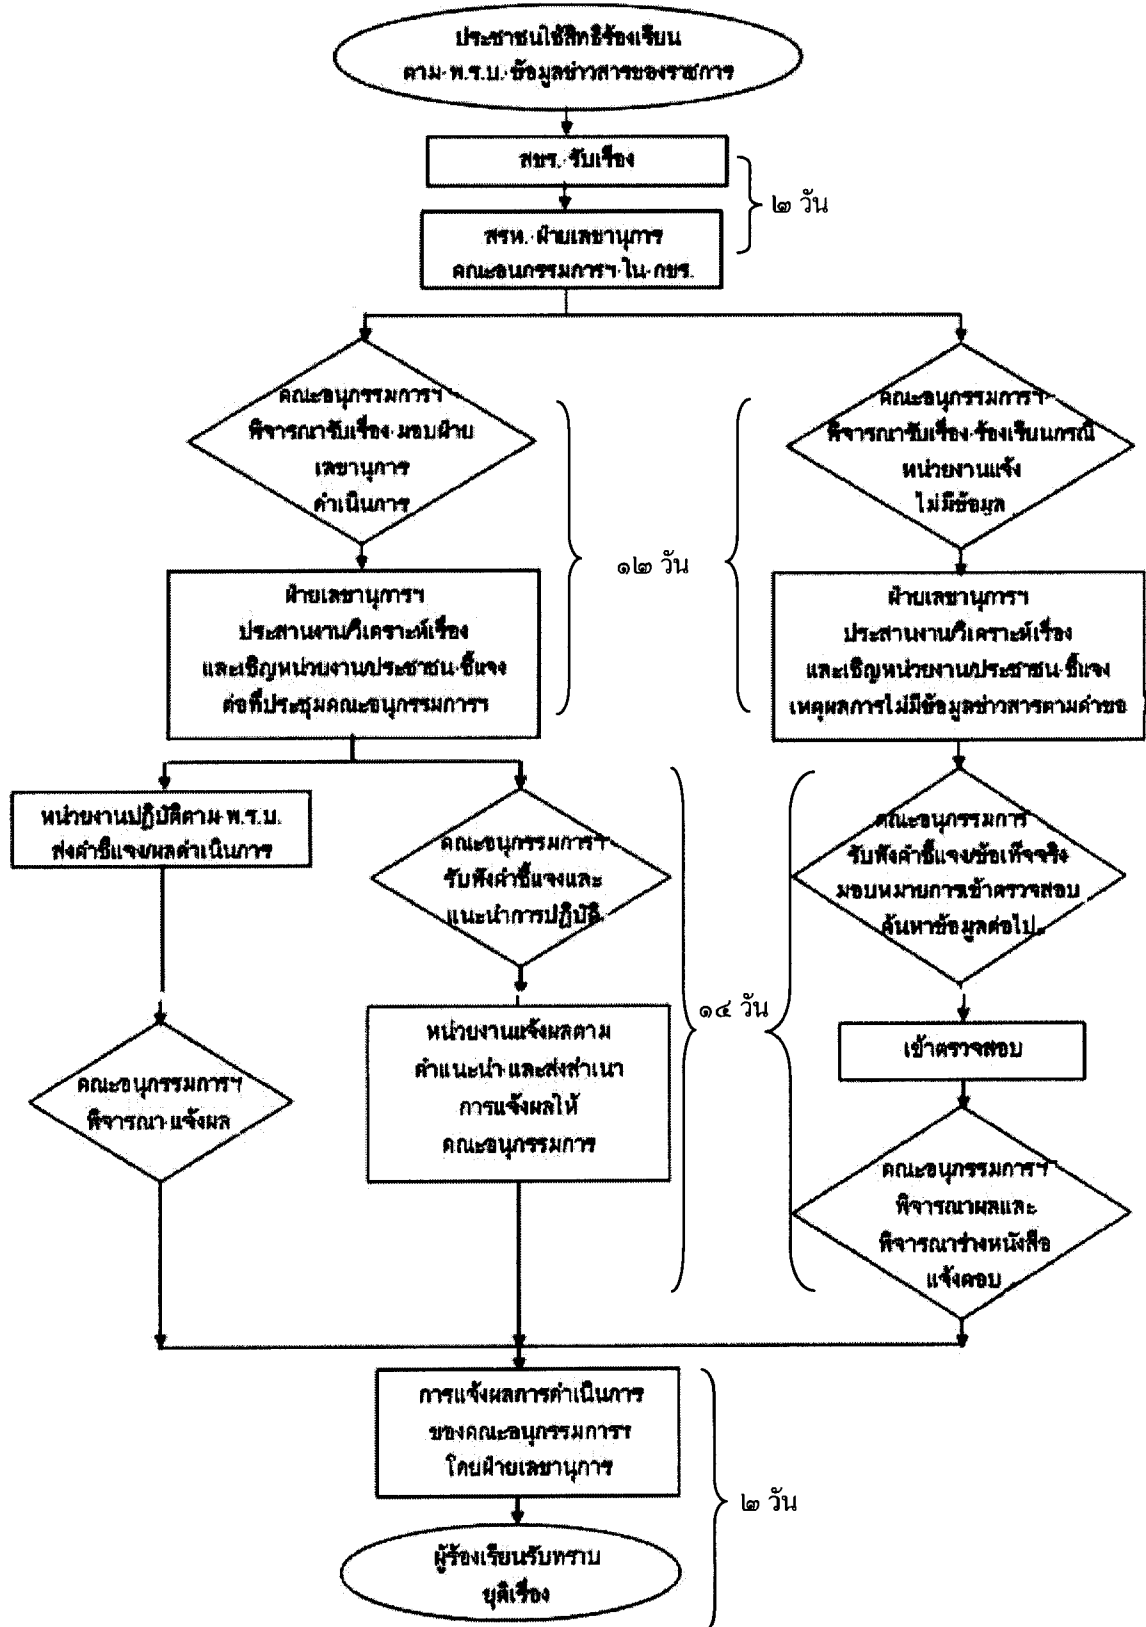 ประชาชนใช้สิทธิร้องเรียน
ตาม พ.ร.บ. ข้อมูลข่าวสารของราชการ
สขร. รับเรื่อง
๒ วัน
สรห. ฝ่ายเลขานุการ
คณะอนุกรรมการฯ ใน กขร.
คณะอนุกรรมการฯ
พิจารณารับเรื่อง มอบฝ่าย
เลขานุการ
ดำเนินการ
คณะอนุกรรมการฯ
พิจารณารับเรื่อง ร้องเรียนกรณี
หน่วยงานแจ้ง
ไม่มีข้อมูล
๑๒ วัน
ฝ่ายเลขานุการฯ
ประสานงาน/วิเคราะห์เรื่อง
และเชิญหน่วยงาน/ประชาชน ชี้แจง
ต่อที่ประชุมคณะอนุกรรมการฯ
ฝ่ายเลขานุการฯ
ประสานงาน/วิเคราะห์เรื่อง
และเชิญหน่วยงาน/ประชาชน ชี้แจง
เหตุผลการไม่มีข้อมูลข่าวสารตามคำขอ
หน่วยงานปฏิบัติตาม พ.ร.บ.
ส่งคำชี้แจง/ผลดำเนินการ
คณะอนุกรรมการฯ
รับฟังคำชี้แจงและ
แนะนำการปฏิบัติ
คณะอนุกรรมการ
รับฟังคำชี้แจง/ข้อเท็จจริง
มอบหมายการเข้าตรวจสอบ
ค้นหาข้อมูลต่อไป
๑๔ วัน
คณะอนุกรรมการฯ
พิจารณา แจ้งผล
หน่วยงานแจ้งผลตาม
คำแนะนำ และส่งสำเนา
การแจ้งผลให้
คณะอนุกรรมการ
เข้าตรวจสอบ
คณะอนุกรรมการฯ
พิจารณาผลและ
พิจารณาร่างหนังสือ
แจ้งตอบ
การแจ้งผลการดำเนินการ
ของคณะอนุกรรมการฯ
โดยฝ่ายเลขานุการ
๒ วัน
ผู้ร้องเรียนรับทราบ
ยุติเรื่อง